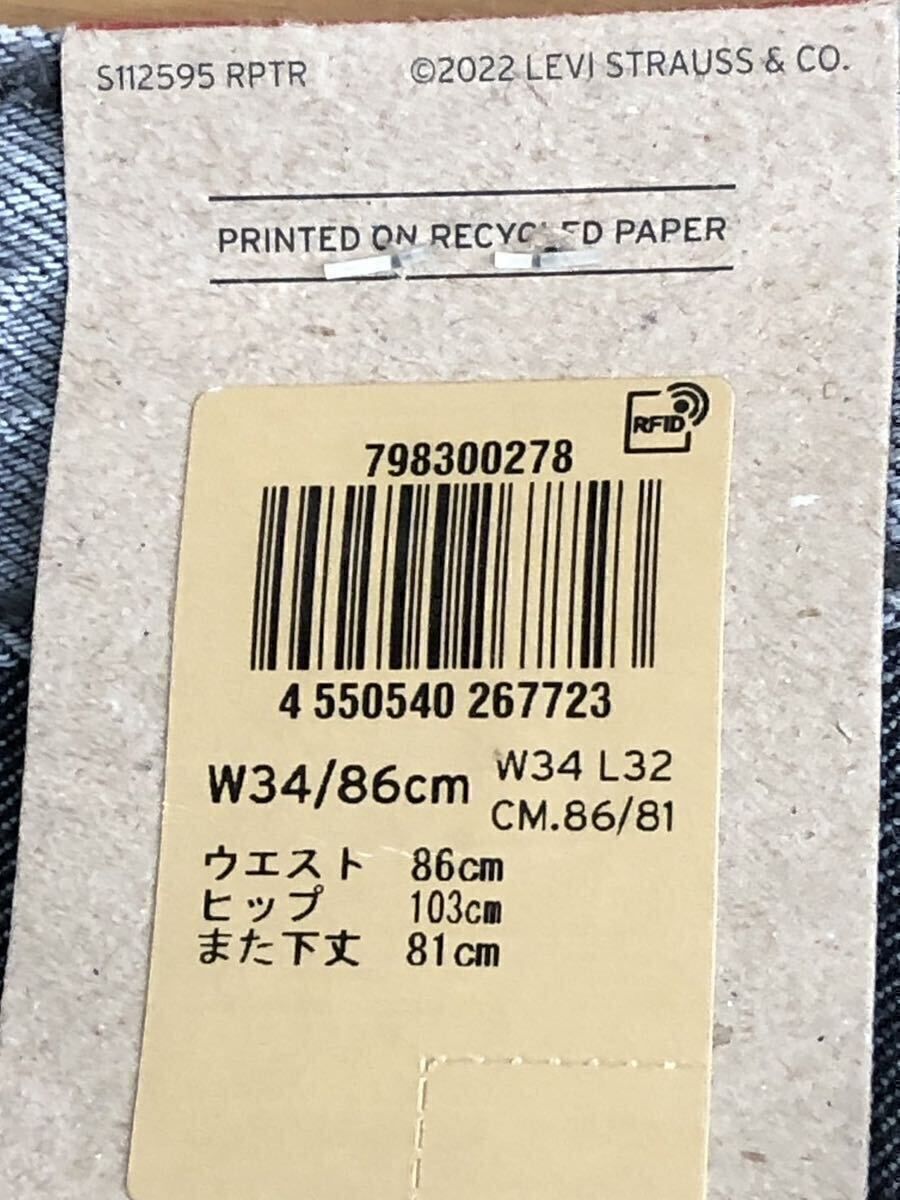 S112595 RPTR ©2022 LEVI STRAUSS & CO.
PRINTED ON RECYCLED PAPER
RFID
798300278
4 550540 267723
W34/86cm W34 L32
CM.86/81
ウエスト 86cm
ヒップ 103cm
また下丈 81cm